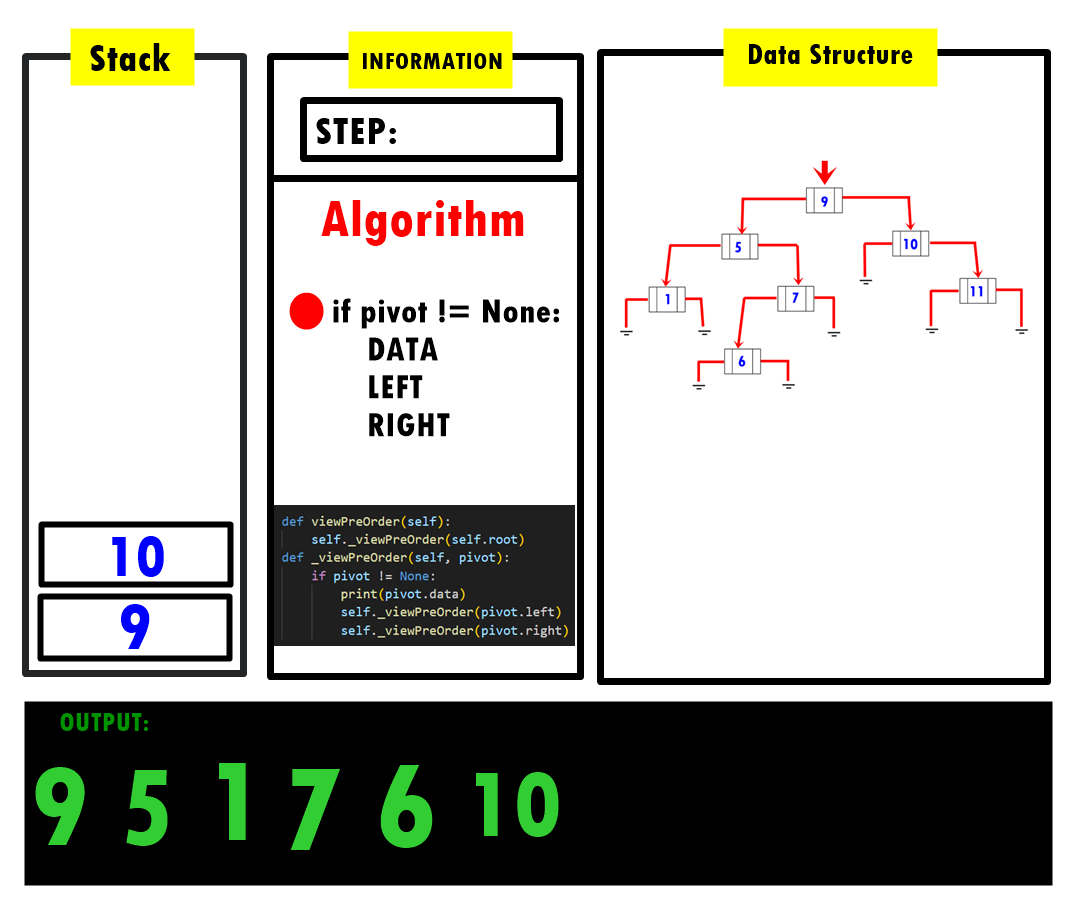 Stack
10
9
INFORMATION
STEP:
Algorithm
if pivot != None:
DATA
LEFT
RIGHT
def viewPreOrder(self):
self._viewPreOrder(self.root)
def _viewPreOrder(self, pivot):
if pivot != None:
print(pivot.data)
self._viewPreOrder(pivot.left)
self._viewPreOrder(pivot.right)
Data Structure
9
5
10
1
7
11
6
OUTPUT:
9 5 1 7 6 10